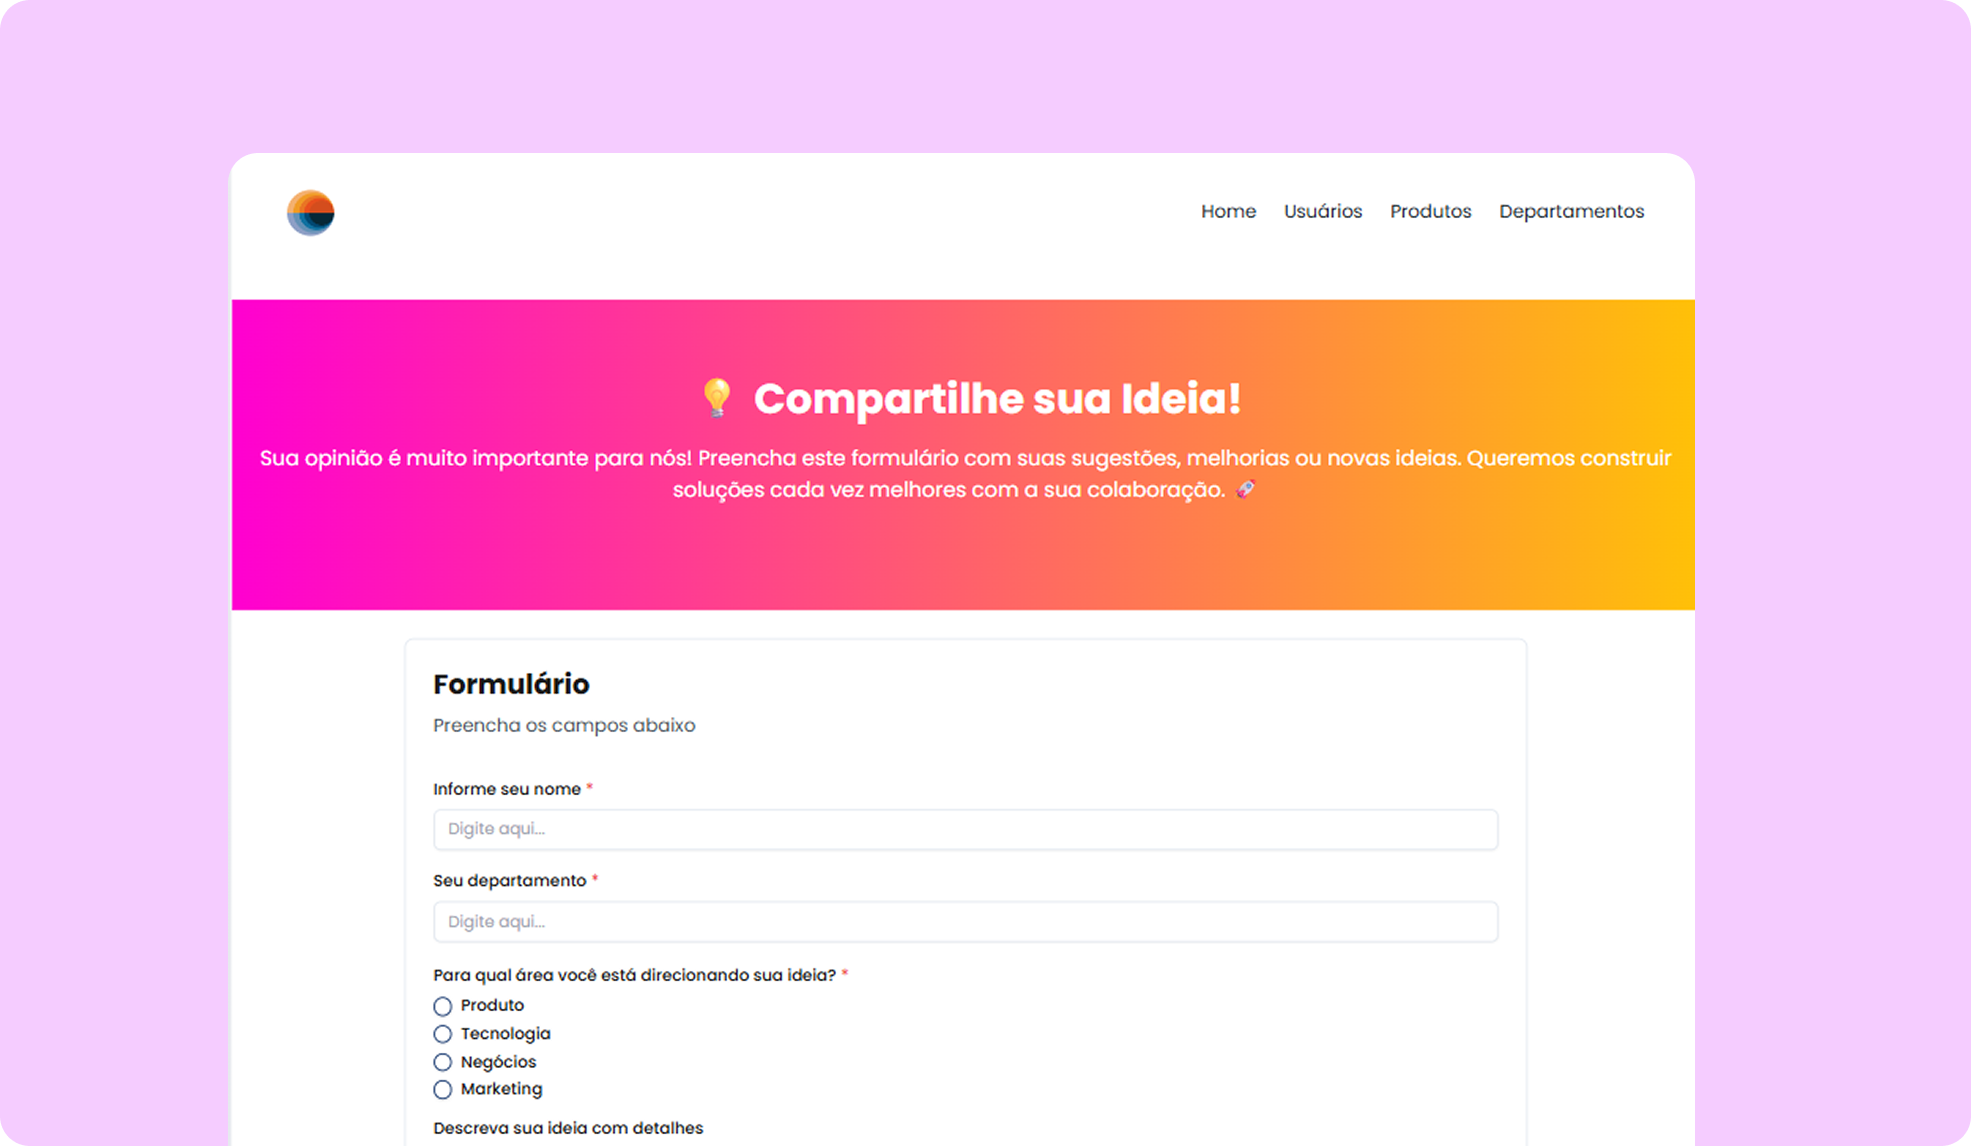 Home Usuários Produtos Departamentos
💡 Compartilhe sua Ideia!
Sua opinião é muito importante para nós! Preencha este formulário com suas sugestões, melhorias ou novas ideias. Queremos construir
soluções cada vez melhores com a sua colaboração. 🚀
Formulário
Preencha os campos abaixo
Informe seu nome *
Digite aqui...
Seu departamento *
Digite aqui...
Para qual área você está direcionando sua ideia? *
Produto
Tecnologia
Negócios
Marketing
Descreva sua ideia com detalhes